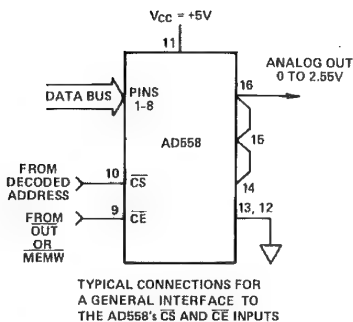 VCC = +5V
11
ANALOG OUT
0 TO 2.55V
16
DATA BUS
PINS
1-8
AD558
15
FROM
DECODED
ADDRESS
10
CS
14
FROM
OUT
OR
MEMW
9
CE
13, 12
TYPICAL CONNECTIONS FOR
A GENERAL INTERFACE TO
THE AD558's CS AND CE INPUTS